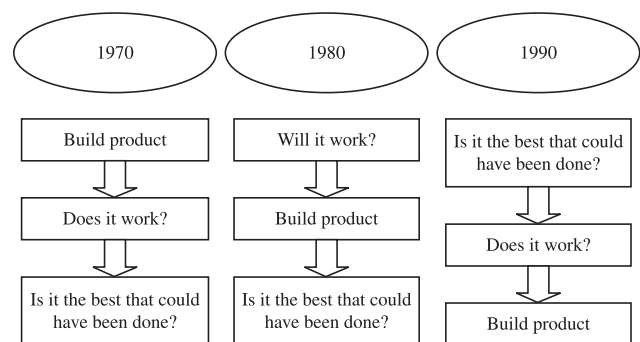 1970
1980
1990
Build product
Does it work?
Is it the best that could
have been done?
Will it work?
Build product
Is it the best that could
have been done?
Is it the best that could
have been done?
Does it work?
Build product